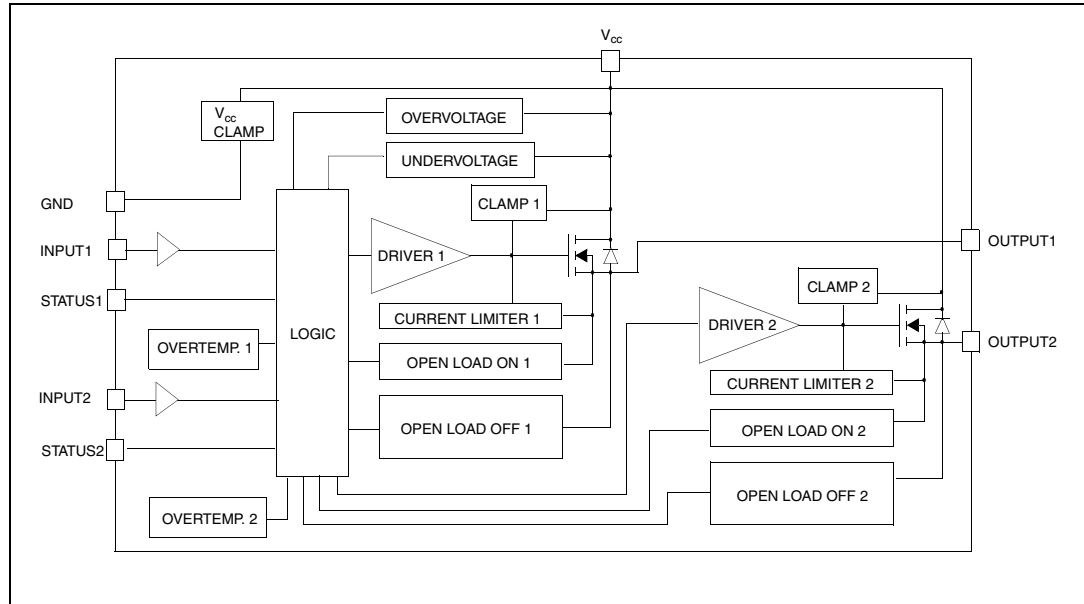 Vcc
Vcc
CLAMP
OVERVOLTAGE
UNDERVOLTAGE
GND
CLAMP 1
INPUT1
DRIVER 1
OUTPUT1
STATUS1
CLAMP 2
CURRENT LIMITER 1
DRIVER 2
LOGIC
OVERTEMP. 1
OUTPUT2
OPEN LOAD ON 1
CURRENT LIMITER 2
INPUT2
OPEN LOAD OFF 1
OPEN LOAD ON 2
STATUS2
OPEN LOAD OFF 2
OVERTEMP. 2